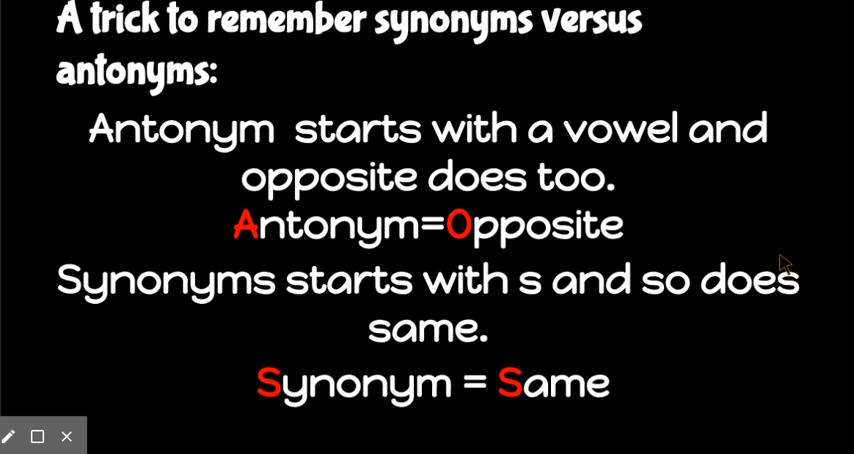 A trick to remember synonyms versus
antonyms:
Antonym starts with a vowel and
opposite does too.
Antonym=Opposite
Synonyms starts with s and so does
same.
Synonym = Same